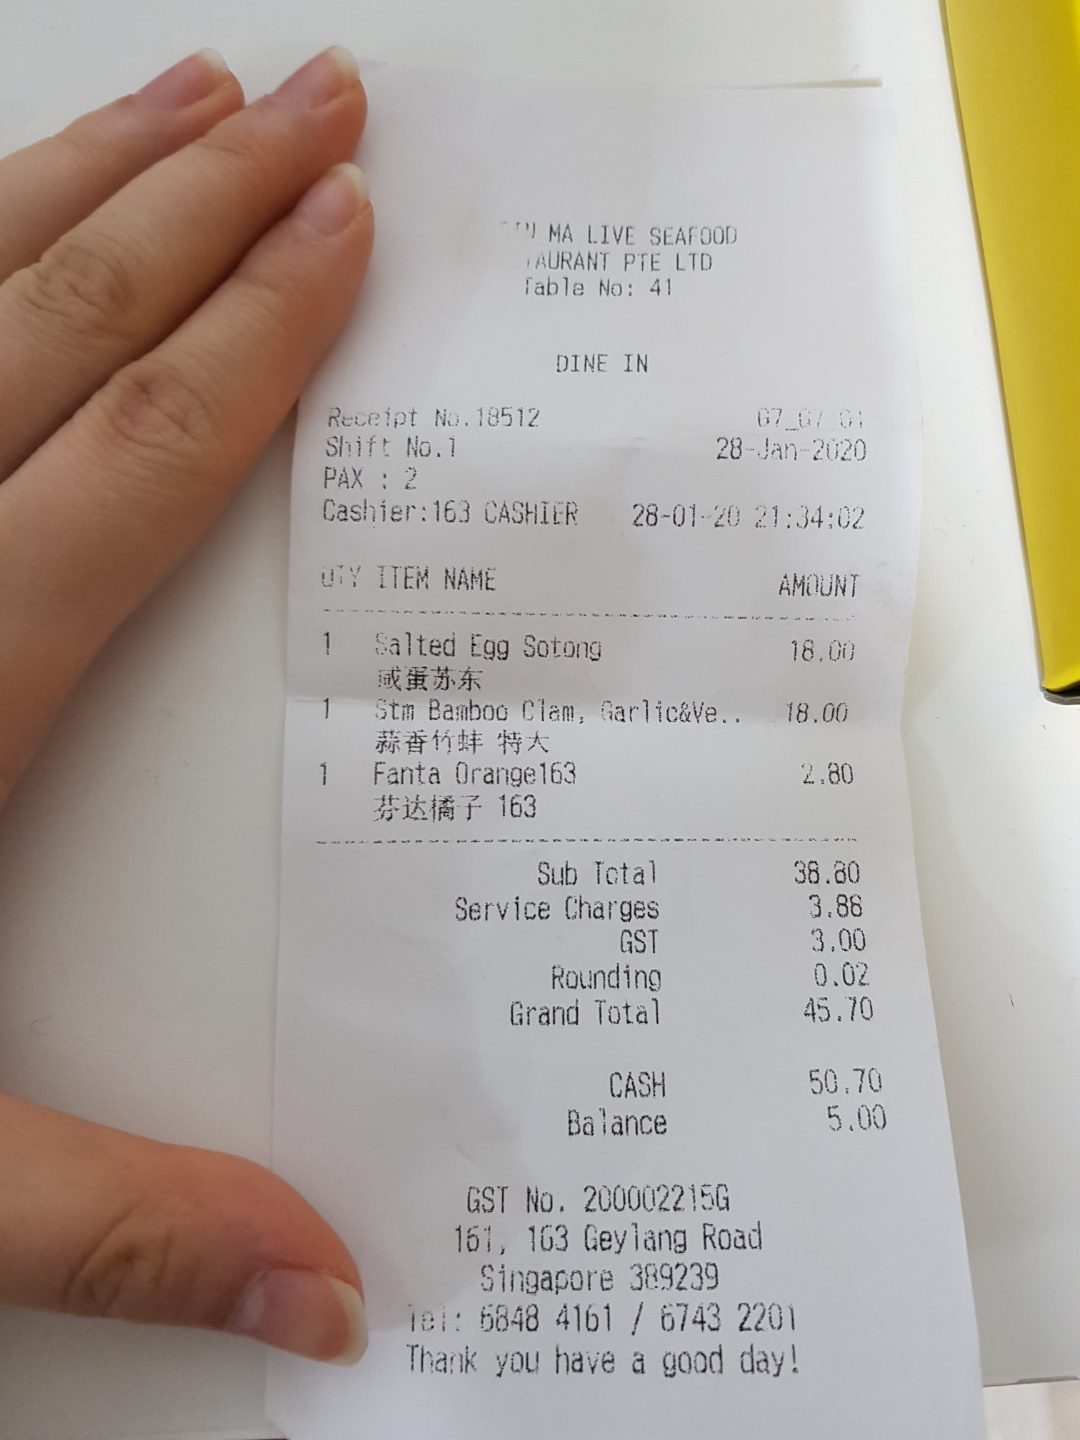 MA LIVE SEAFOOD
PTE LTD
Table No: 41
DINE IN
Receipt No.18512
Shift No.1 28-Jan-2020
PAX : 2
Cashier:163 CASHIER 28-01-20 21:34:02
QTY ITEM NAME AMOUNT
1 Salted Egg Sotong 18.00
咸蛋苏东
1 Stm Bamboo Clam, Garlic&Ve.. 18.00
蒜香竹蚌 特大
1 Fanta Orange163 2.80
芬达橘子 163
Sub Total 38.80
Service Charges 3.88
GST 3.00
Rounding 0.02
Grand Total 45.70
CASH 50.70
Balance 5.00
GST No. 200002215G
161, 163 Geylang Road
Singapore 389239
Tel: 6848 4161 / 6743 2201
Thank you have a good day!